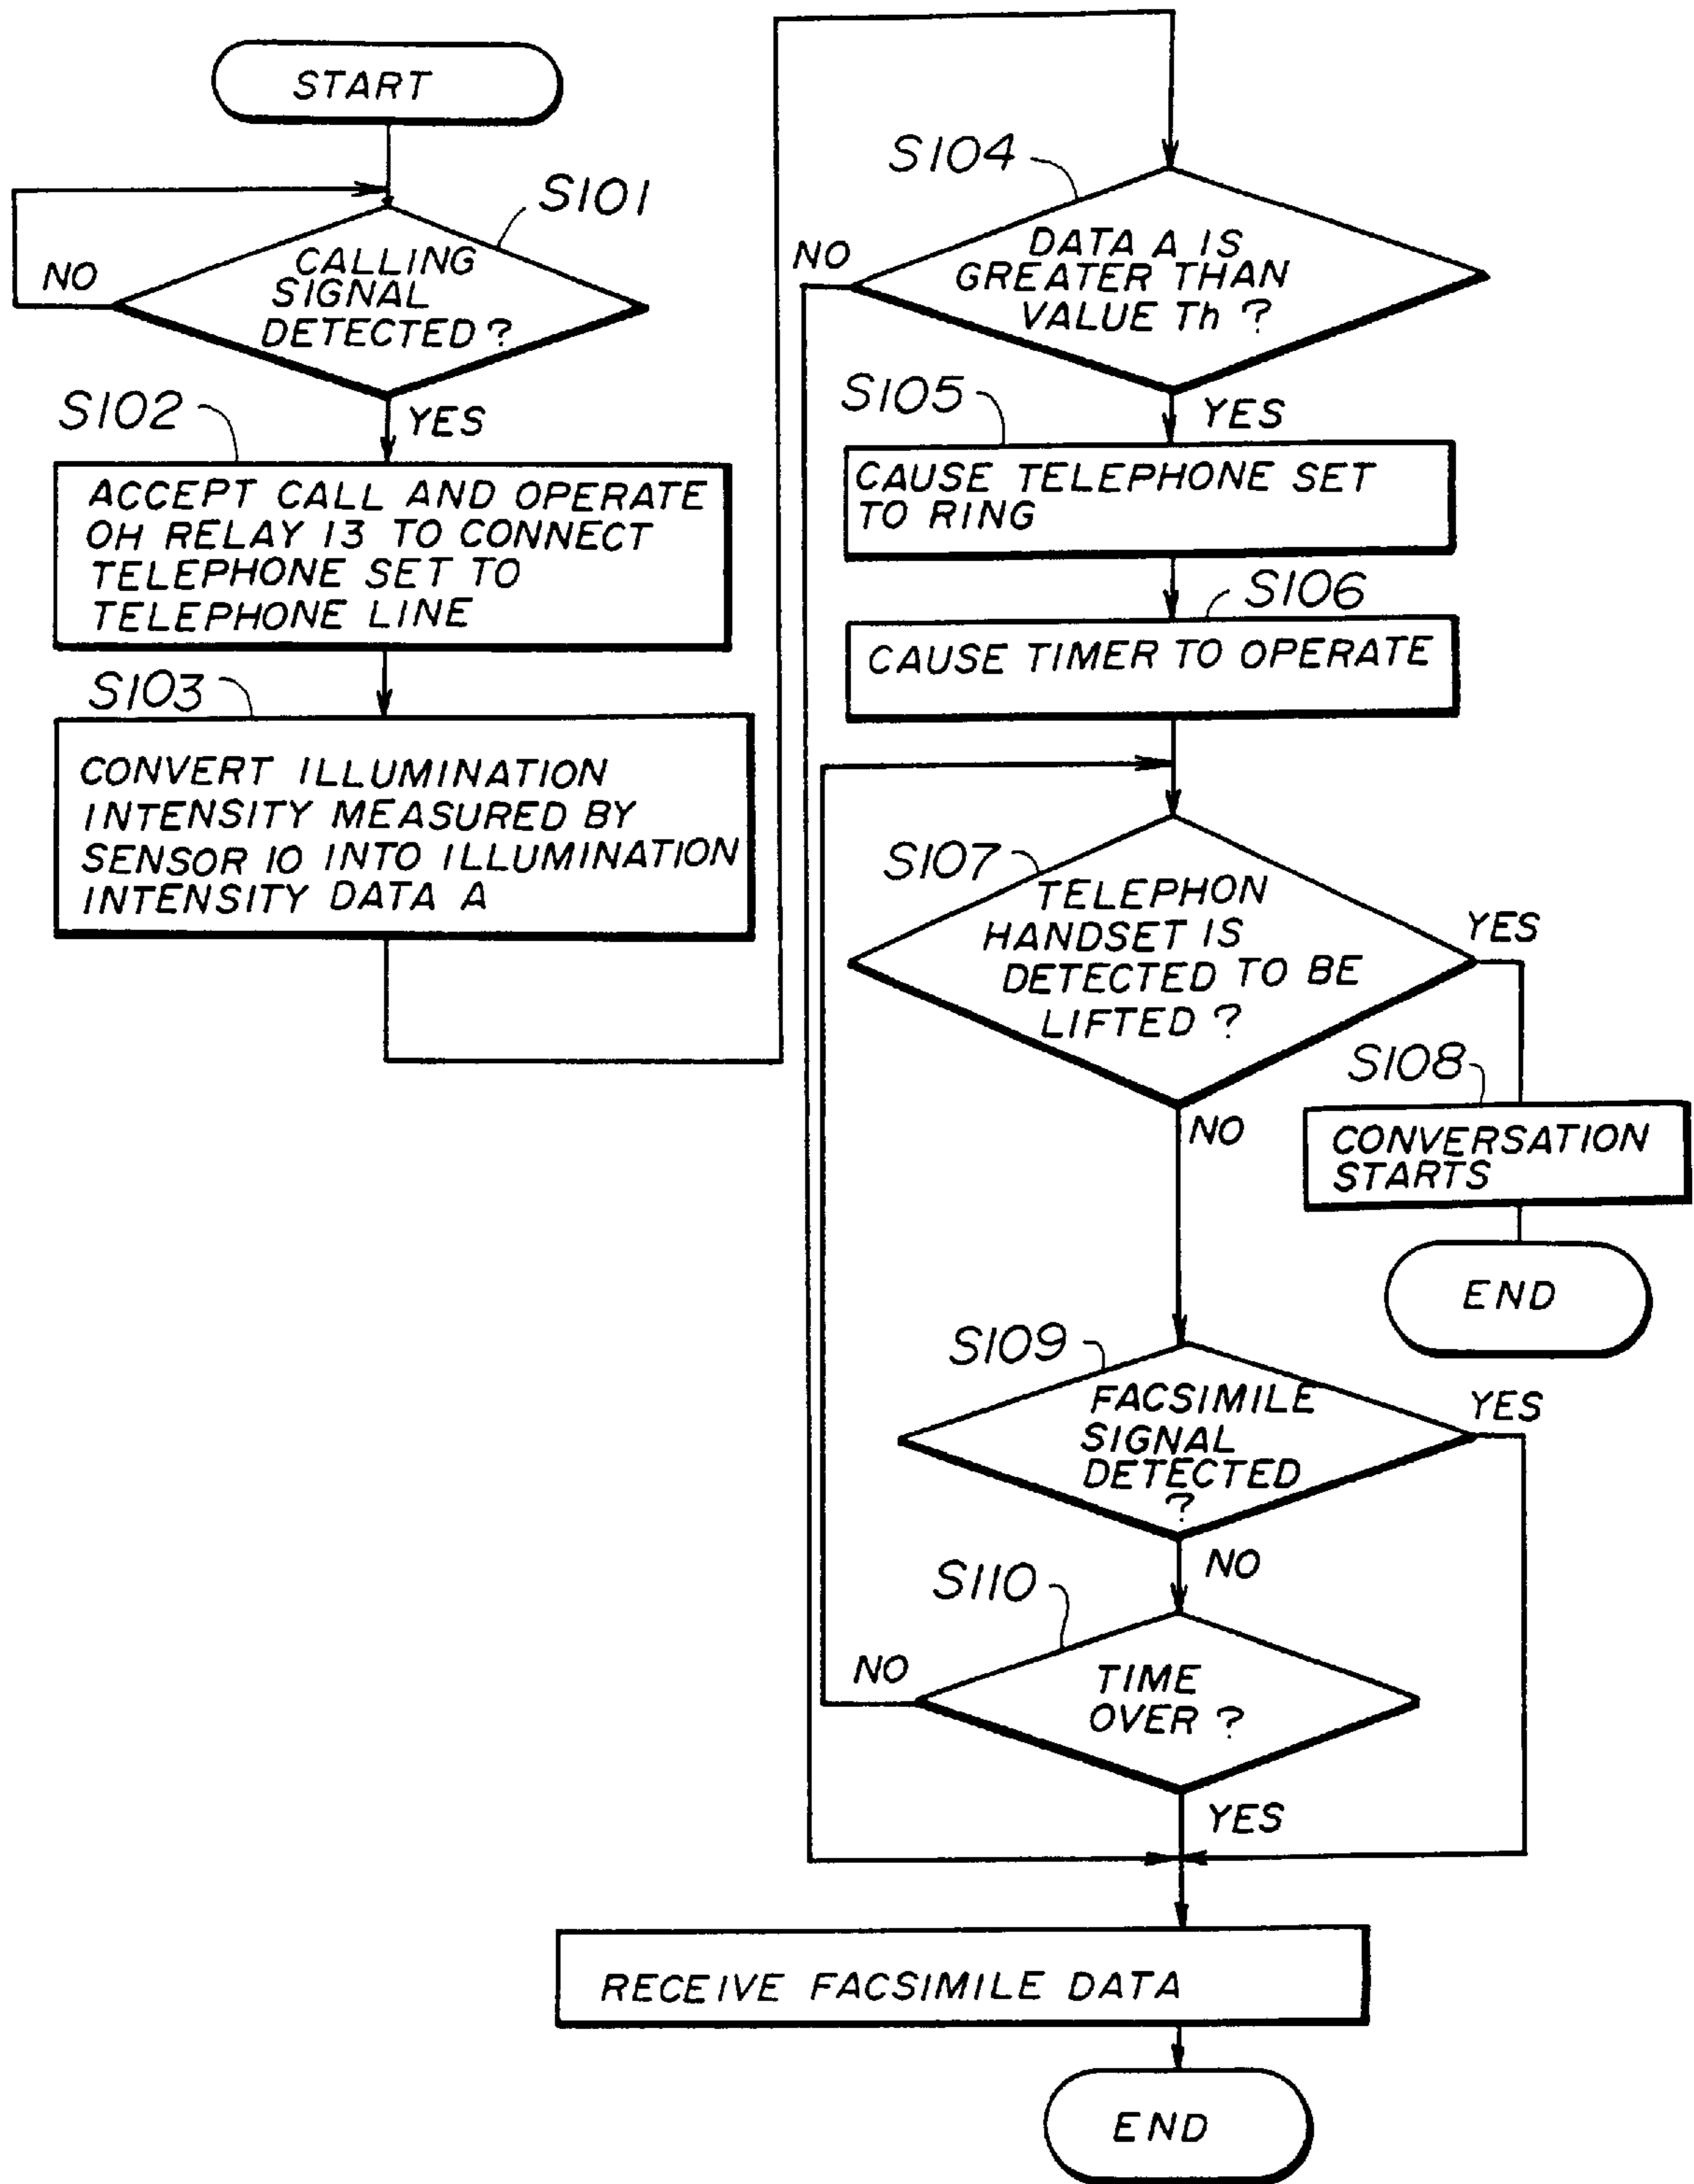 START
S101
CALLING
SIGNAL
DETECTED ?
NO
YES
S102
ACCEPT CALL AND OPERATE
OH RELAY 13 TO CONNECT
TELEPHONE SET TO
TELEPHONE LINE
S103
CONVERT ILLUMINATION
INTENSITY MEASURED BY
SENSOR 10 INTO ILLUMINATION
INTENSITY DATA A
S104
DATA A IS
GREATER THAN
VALUE Th ?
NO
YES
S105
CAUSE TELEPHONE SET
TO RING
S106
CAUSE TIMER TO OPERATE
S107
TELEPHON
HANDSET IS
DETECTED TO BE
LIFTED ?
YES
NO
S108
CONVERSATION
STARTS
END
S109
FACSIMILE
SIGNAL
DETECTED
?
YES
NO
S110
TIME
OVER ?
NO
YES
RECEIVE FACSIMILE DATA
END